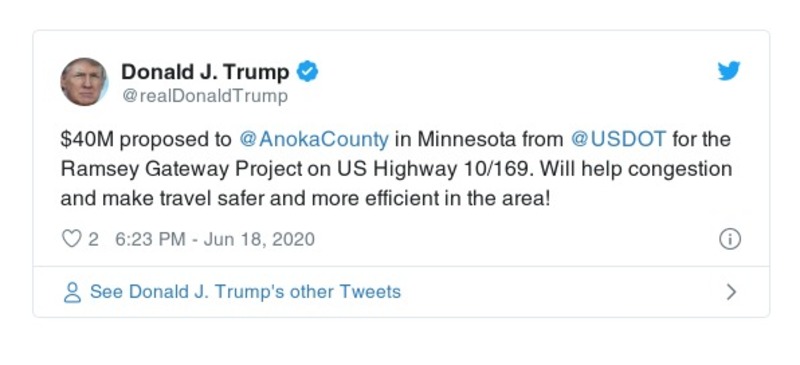 Donald J. Trump
@realDonaldTrump
$40M proposed to @AnokaCounty in Minnesota from @USDOT for the
Ramsey Gateway Project on US Highway 10/169. Will help congestion
and make travel safer and more efficient in the area!
2 6:23 PM - Jun 18, 2020
See Donald J. Trump's other Tweets